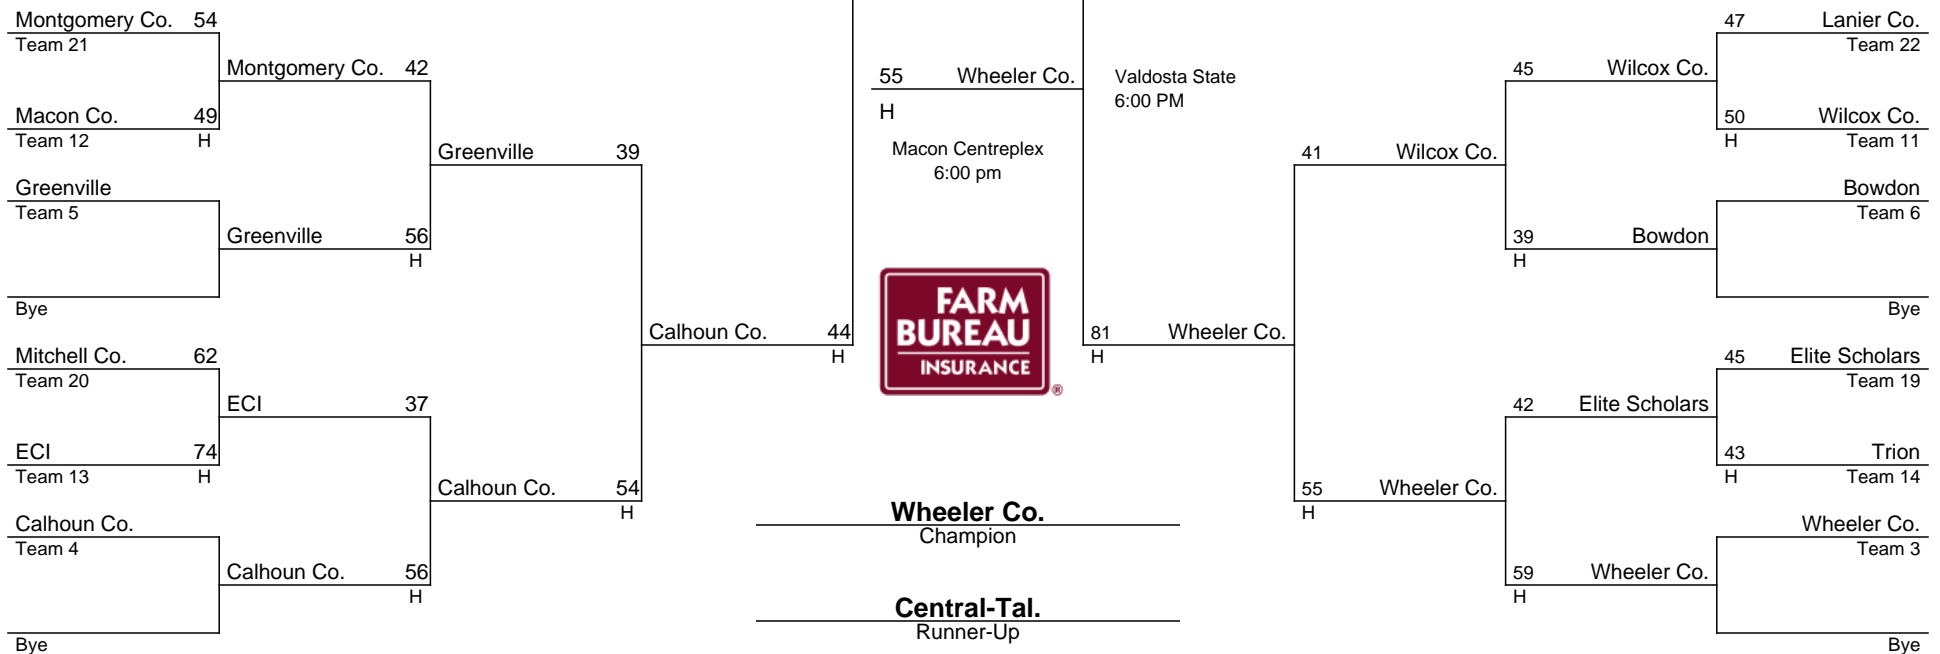 Montgomery Co. 54
Team 21
Montgomery Co. 42
Macon Co. 49
Team 12 H
Greenville 39
Greenville
Team 5
Greenville 56
H
Bye
Calhoun Co. 44
H
Mitchell Co. 62
Team 20
ECI 37
ECI 74
Team 13 H
Calhoun Co. 54
H
Calhoun Co.
Team 4
Calhoun Co. 56
H
Bye
55 Wheeler Co.
H
Macon Centreplex
6:00 pm
Valdosta State
6:00 PM
FARM
BUREAU
INSURANCE
®
Wheeler Co.
Champion
Central-Tal.
Runner-Up
47 Lanier Co.
Team 22
45 Wilcox Co.
50 Wilcox Co.
H Team 11
41 Wilcox Co.
Bowdon
Team 6
39 Bowdon
H
Bye
81 Wheeler Co.
H
45 Elite Scholars
Team 19
42 Elite Scholars
43 Trion
H Team 14
55 Wheeler Co.
H
Wheeler Co.
Team 3
59 Wheeler Co.
H
Bye